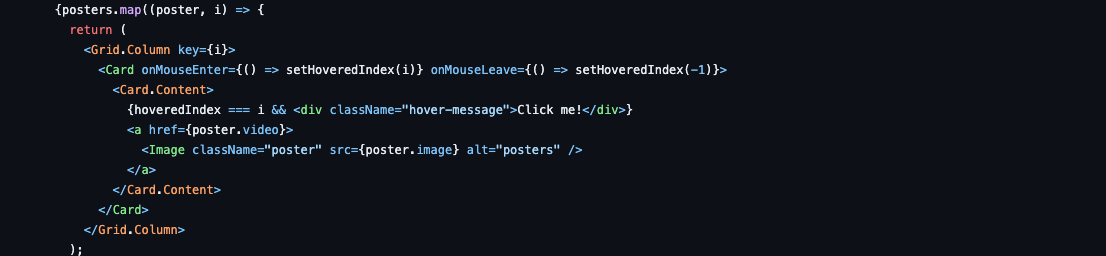 {posters.map((poster, i) => {
return (
<Grid.Column key={i}>
<Card onMouseEnter={() => setHoveredIndex(i)} onMouseLeave={() => setHoveredIndex(-1)}>
<Card.Content>
{hoveredIndex === i && <div className="hover-message">Click me!</div>}
<a href={poster.video}>
<Image className="poster" src={poster.image} alt="posters" />
</a>
</Card.Content>
</Card>
</Grid.Column>
);